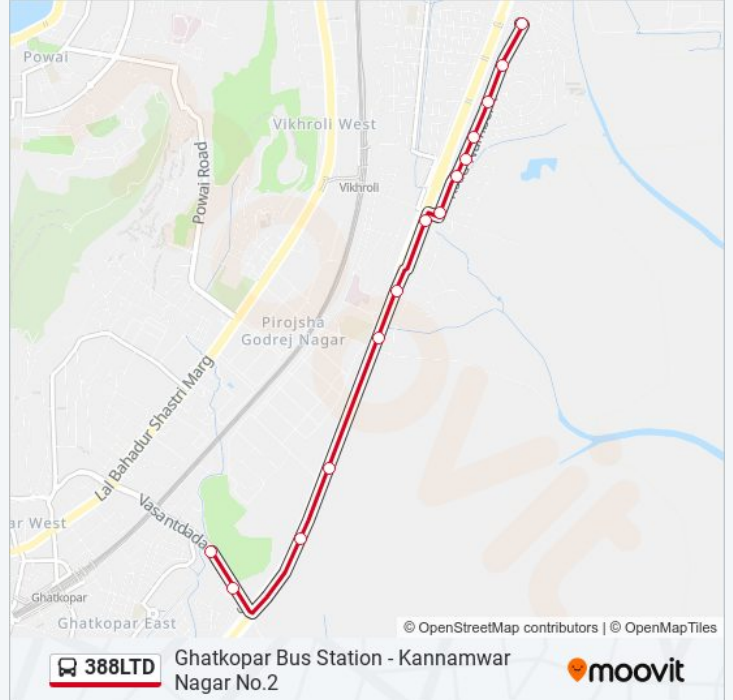 Powai
Vikhroli West
Powai Road
Vikhroli
Pirojsha
Godrej Nagar
Lal Bahadur Shastri Marg
Vasantdada
ar West
Ghatkopar
Ghatkopar East
ovit
© OpenStreetMap contributors | © OpenMapTiles
388LTD
Ghatkopar Bus Station - Kannamwar
Nagar No.2
moovit